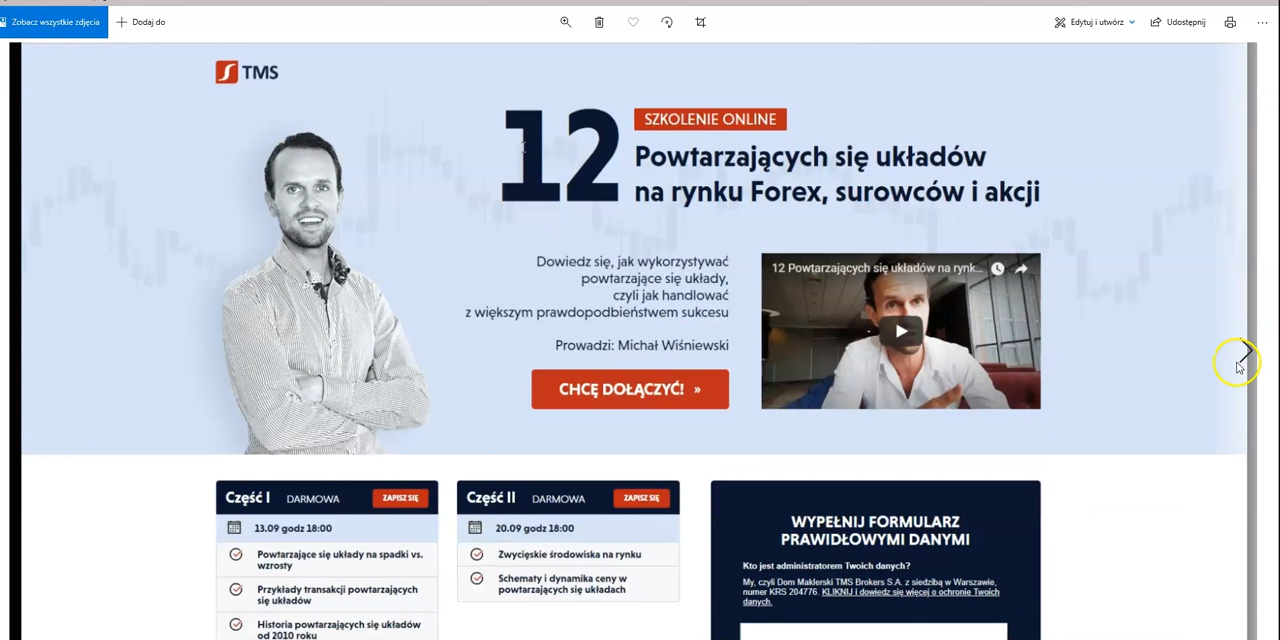 Zobacz wszystkie zdjęcia
Dodaj do
Edytuj i utwórz
Udostępnij
TMS
12
SZKOLENIE ONLINE
Powtarzających się układów
na rynku Forex, surowców i akcji
Dowiedz się, jak wykorzystywać
powtarzające się układy,
czyli jak handlować
z większym prawdopodbieństwem sukcesu
Prowadzi: Michał Wiśniewski
CHCĘ DOŁĄCZYĆ! »
12 Powtarzających się układów na rynk...
Część I DARMOWA ZAPISZ SIĘ
13.09 godz 18:00
Powtarzające się układy na spadki vs.
wzrosty
Przykłady transakcji powtarzających
się układów
Historia powtarzających się układów
od 2010 roku
Część II DARMOWA ZAPISZ SIĘ
20.09 godz 18:00
Zwycięskie środowiska na rynku
Schematy i dynamika ceny w
powtarzających się układach
WYPEŁNIJ FORMULARZ
PRAWIDŁOWYMI DANYMI
Kto jest administratorem Twoich danych?
My, czyli Dom Maklerski TMS Brokers S.A. z siedzibą w Warszawie,
numer KRS 204776. KLIKNIJ i dowiedz się więcej o ochronie Twoich
danych.